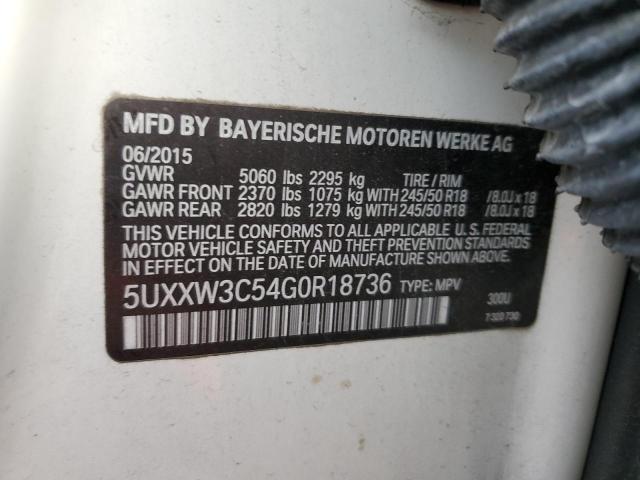 MFD BY BAYERISCHE MOTOREN WERKE AG
06/2015
GVWR 5060 lbs 2295 kg TIRE / RIM
GAWR FRONT 2370 lbs 1075 kg WITH 245/50 R18 /8.0J x 18
GAWR REAR 2820 lbs 1279 kg WITH 245/50 R18 /8.0J x 18
THIS VEHICLE CONFORMS TO ALL APPLICABLE U. S. FEDERAL
MOTOR VEHICLE SAFETY AND THEFT PREVENTION STANDARDS
IN EFFECT ON THE DATE OF MANUFACTURE SHOWN ABOVE.
5UXXW3C54G0R18736 TYPE: MPV 300U
7 320 730